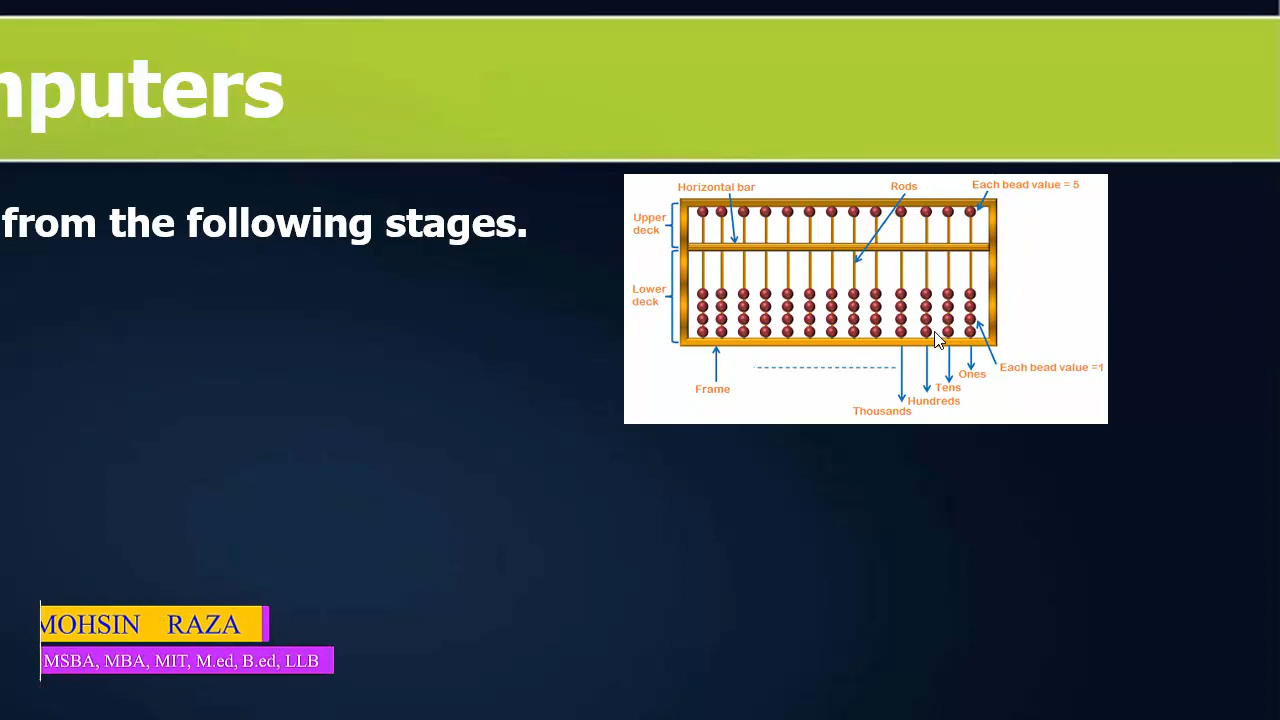 mputers
from the following stages.
Horizontal bar
Rods
Each bead value = 5
Upper deck
Lower deck
Each bead value =1
Ones
Tens
Hundreds
Thousands
Frame
MOHSIN RAZA
MSBA, MBA, MIT, M.ed, B.ed, LLB